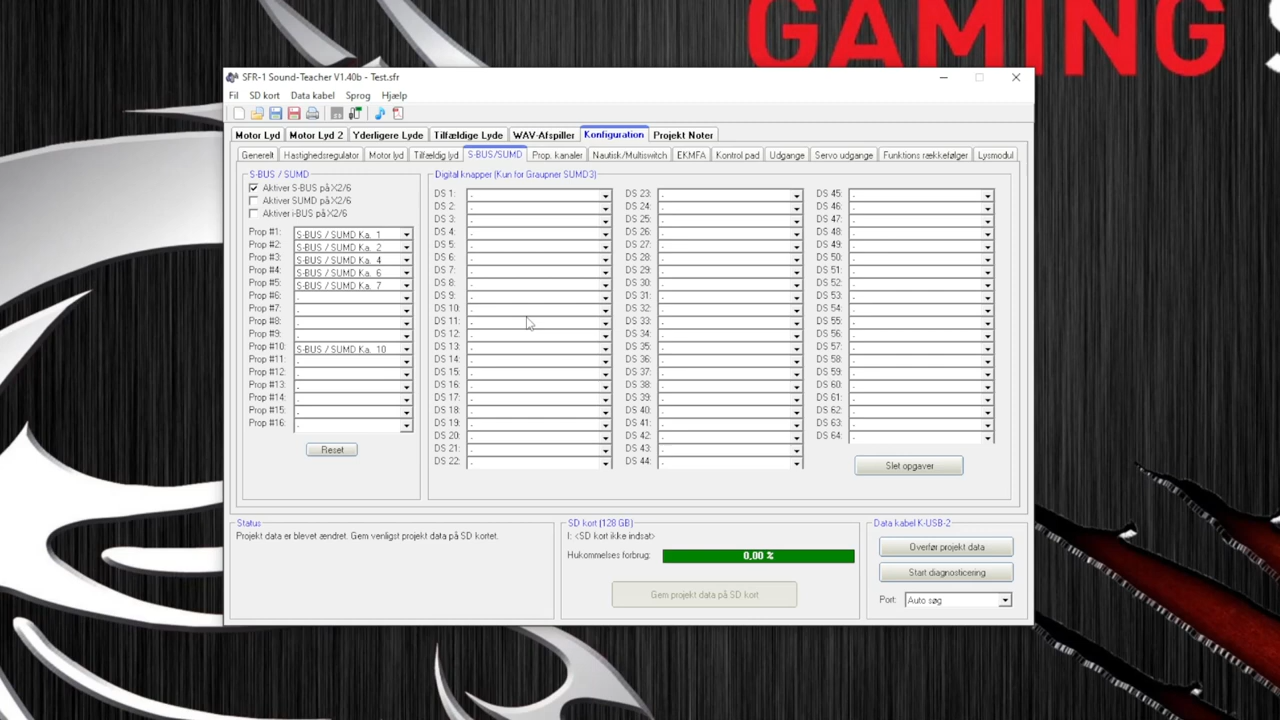 GAMING S
SFR-1 Sound-Teacher V1.40b - Test.sfr
Fil SD kort Data kabel Sprog Hjælp
Motor Lyd Motor Lyd 2 Yderligere Lyde Tilfældige Lyde WAV-Afspiller Konfiguration Projekt Noter
Generelt Hastighedsregulator Motor lyd Tilfældig lyd S-BUS/SUMD Prop. kanaler Nautisk/Multiswitch EKMFA Kontrol pad Udgange Servo udgange Funktions rækkefølger Lysmodul
S-BUS / SUMD
Aktiver S-BUS på X2/6
Aktiver SUMD på X2/6
Aktiver i-BUS på X2/6
Prop #1: S-BUS / SUMD Ka. 1
Prop #2: S-BUS / SUMD Ka. 2
Prop #3: S-BUS / SUMD Ka. 4
Prop #4: S-BUS / SUMD Ka. 6
Prop #5: S-BUS / SUMD Ka. 7
Prop #6: -
Prop #7: -
Prop #8: -
Prop #9: -
Prop #10: S-BUS / SUMD Ka. 10
Prop #11: -
Prop #12: -
Prop #13: -
Prop #14: -
Prop #15: -
Prop #16: -
Reset
Digital knapper (Kun for Graupner SUMD3)
DS 1: -
DS 2: -
DS 3: -
DS 4: -
DS 5: -
DS 6: -
DS 7: -
DS 8: -
DS 9: -
DS 10: -
DS 11: -
DS 12: -
DS 13: -
DS 14: -
DS 15: -
DS 16: -
DS 17: -
DS 18: -
DS 19: -
DS 20: -
DS 21: -
DS 22: -
DS 23: -
DS 24: -
DS 25: -
DS 26: -
DS 27: -
DS 28: -
DS 29: -
DS 30: -
DS 31: -
DS 32: -
DS 33: -
DS 34: -
DS 35: -
DS 36: -
DS 37: -
DS 38: -
DS 39: -
DS 40: -
DS 41: -
DS 42: -
DS 43: -
DS 44: -
DS 45: -
DS 46: -
DS 47: -
DS 48: -
DS 49: -
DS 50: -
DS 51: -
DS 52: -
DS 53: -
DS 54: -
DS 55: -
DS 56: -
DS 57: -
DS 58: -
DS 59: -
DS 60: -
DS 61: -
DS 62: -
DS 63: -
DS 64: -
Slet opgaver
Status
Projekt data er blevet ændret. Gem venligst projekt data på SD kortet.
SD kort (128 GB)
I: <SD kort ikke indsat>
Hukommelses forbrug: 0,00 %
Gem projekt data på SD kort
Data kabel K-USB-2
Overfør projekt data
Start diagnosticering
Port: Auto søg